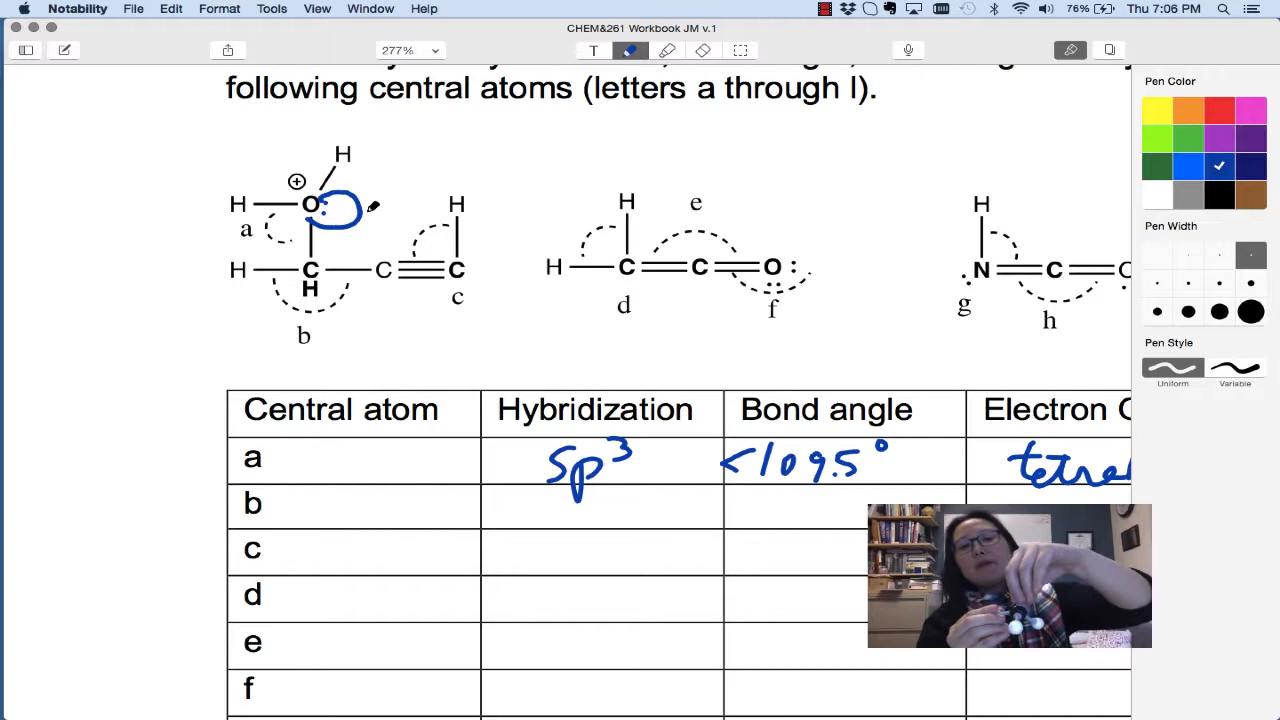 Notability File Edit Format Tools View Window Help 76% Thu 7:06 PM
CHEM&261 Workbook JM v.1
277% T
following central atoms (letters a through l).
Pen Color
Pen Width
Pen Style
Uniform Variable
H
H O H
a
H C C C
H
b c
H e
H C C O
d f
H
N C
g h
Central atom Hybridization Bond angle Electron
a sp³ <109.5°
b
c
d
e
f